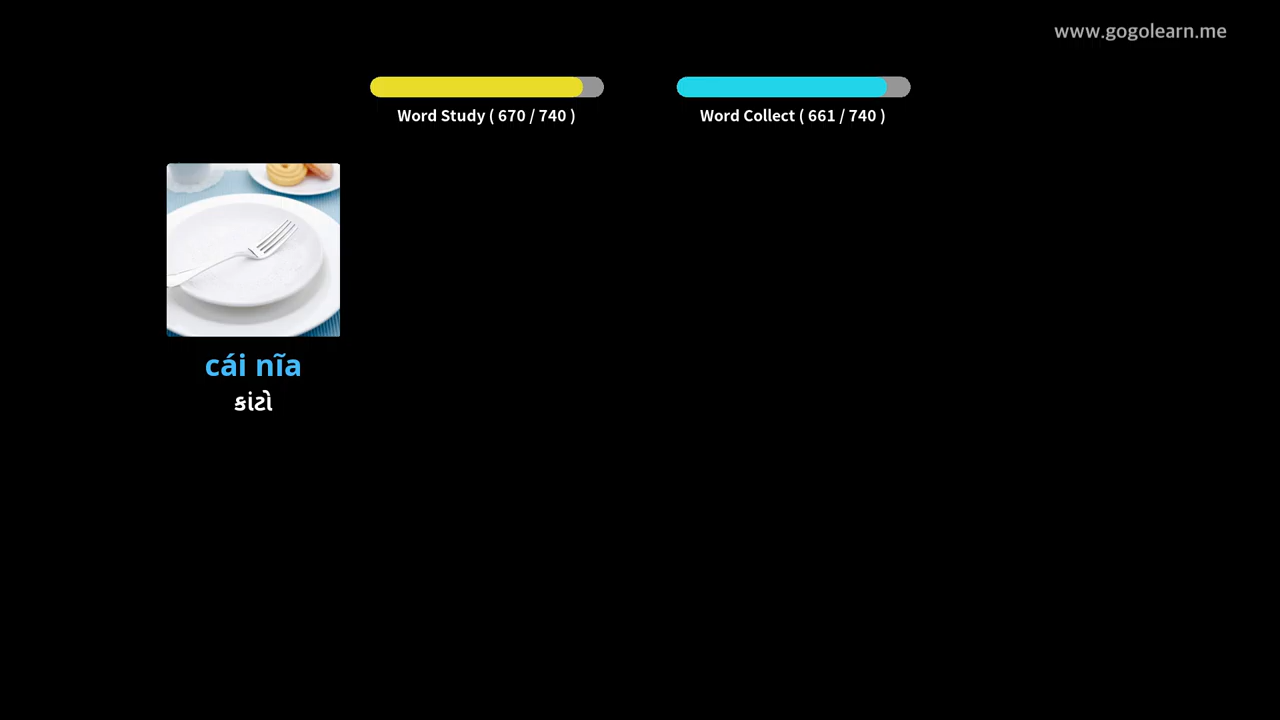 www.gogolearn.me
Word Study ( 670 / 740 )
Word Collect ( 661 / 740 )
cái nĩa
કાંટો